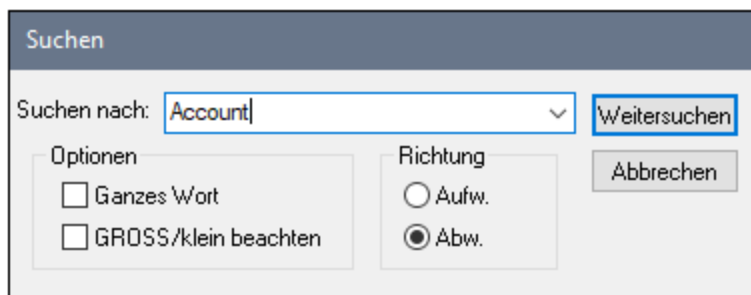 Suchen
Suchen nach: Account Weitersuchen
Optionen Richtung Abbrechen
Ganzes Wort Aufw.
GROSS/klein beachten Abw.